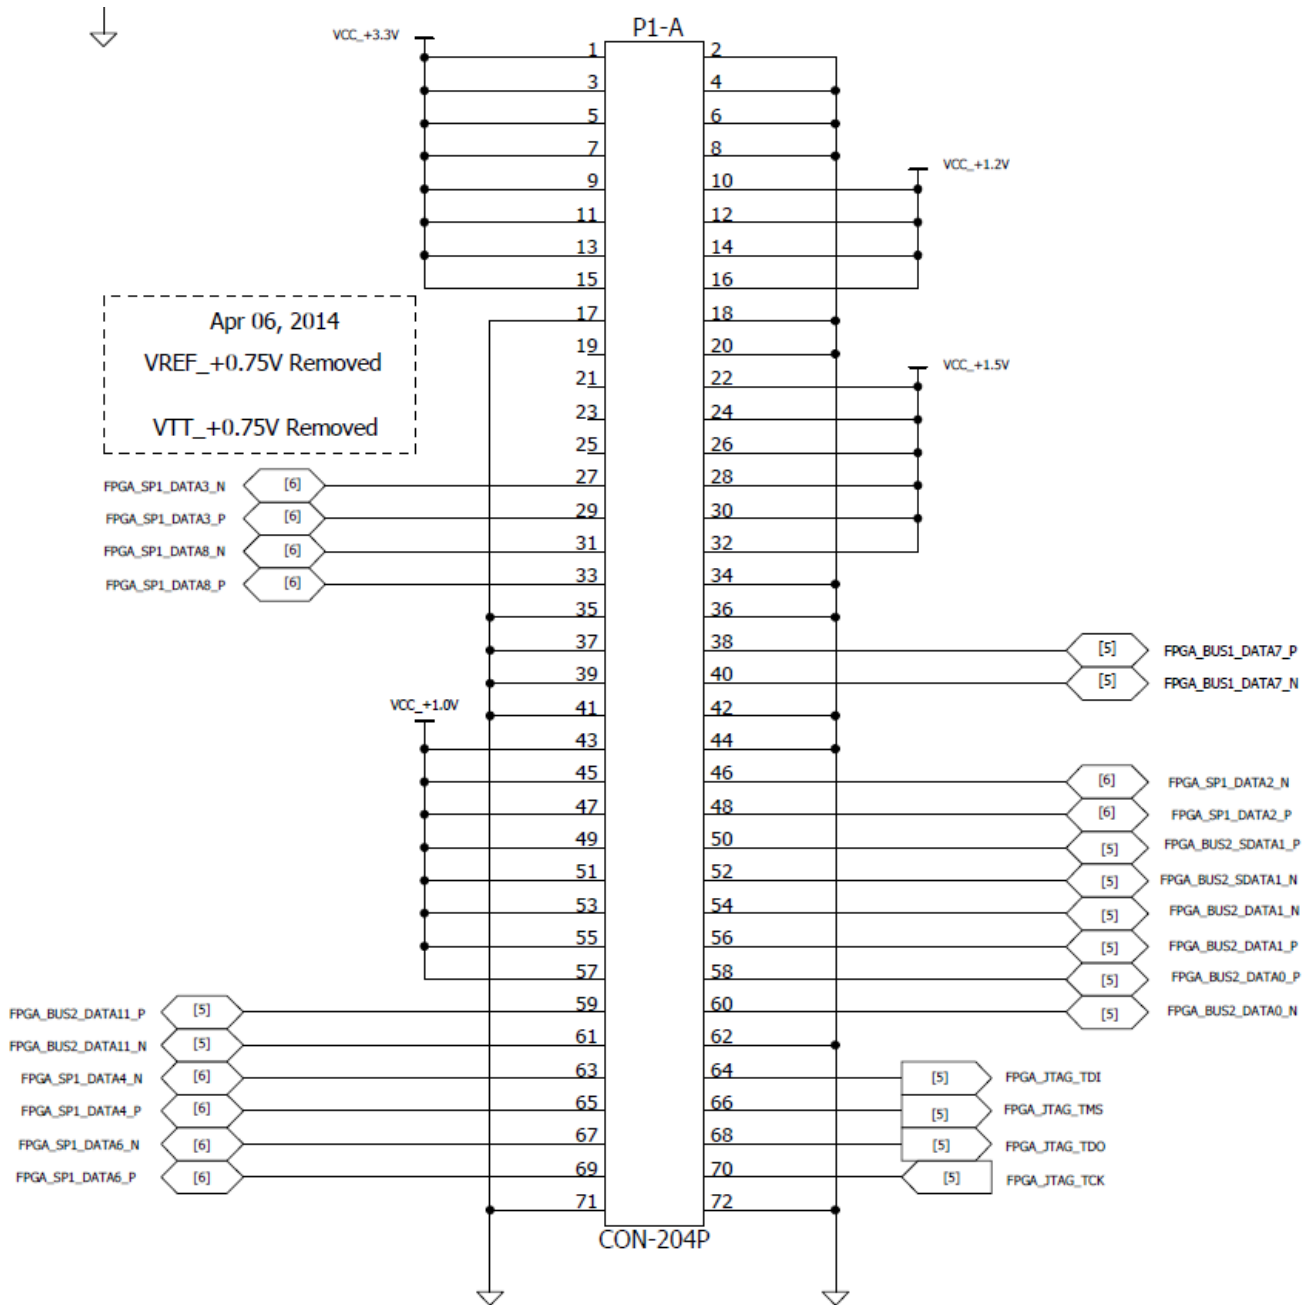 P1-A
VCC_+3.3V
1 2
3 4
5 6
7 8
VCC_+1.2V
9 10
11 12
13 14
15 16
Apr 06, 2014
17 18
VREF_+0.75V Removed
19 20
VCC_+1.5V
21 22
VTT_+0.75V Removed
23 24
25 26
FPGA_SP1_DATA3_N [6] 27 28
FPGA_SP1_DATA3_P [6] 29 30
FPGA_SP1_DATA8_N [6] 31 32
FPGA_SP1_DATA8_P [6] 33 34
35 36
37 38 [5] FPGA_BUS1_DATA7_P
39 40 [5] FPGA_BUS1_DATA7_N
VCC_+1.0V
41 42
43 44
45 46 [6] FPGA_SP1_DATA2_N
47 48 [6] FPGA_SP1_DATA2_P
49 50 [5] FPGA_BUS2_SDATA1_P
51 52 [5] FPGA_BUS2_SDATA1_N
53 54 [5] FPGA_BUS2_DATA1_N
55 56 [5] FPGA_BUS2_DATA1_P
57 58 [5] FPGA_BUS2_DATA0_P
FPGA_BUS2_DATA11_P [5] 59 60 [5] FPGA_BUS2_DATA0_N
FPGA_BUS2_DATA11_N [5] 61 62
FPGA_SP1_DATA4_N [6] 63 64 [5] FPGA_JTAG_TDI
FPGA_SP1_DATA4_P [6] 65 66 [5] FPGA_JTAG_TMS
FPGA_SP1_DATA6_N [6] 67 68 [5] FPGA_JTAG_TDO
FPGA_SP1_DATA6_P [6] 69 70 [5] FPGA_JTAG_TCK
71 72
CON-204P